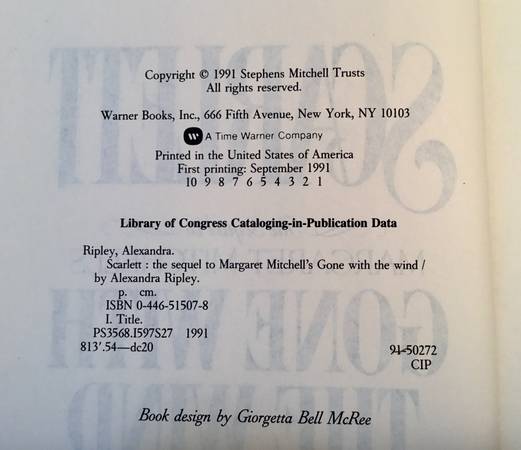 Copyright © 1991 Stephens Mitchell Trusts
All rights reserved.
Warner Books, Inc., 666 Fifth Avenue, New York, NY 10103
W A Time Warner Company
Printed in the United States of America
First printing: September 1991
10 9 8 7 6 5 4 3 2 1
Library of Congress Cataloging-in-Publication Data
Ripley, Alexandra.
Scarlett : the sequel to Margaret Mitchell's Gone with the wind /
by Alexandra Ripley.
p. cm.
ISBN 0-446-51507-8
I. Title.
PS3568.I597S27 1991
813'.54—dc20 91-50272
CIP
Book design by Giorgetta Bell McRee